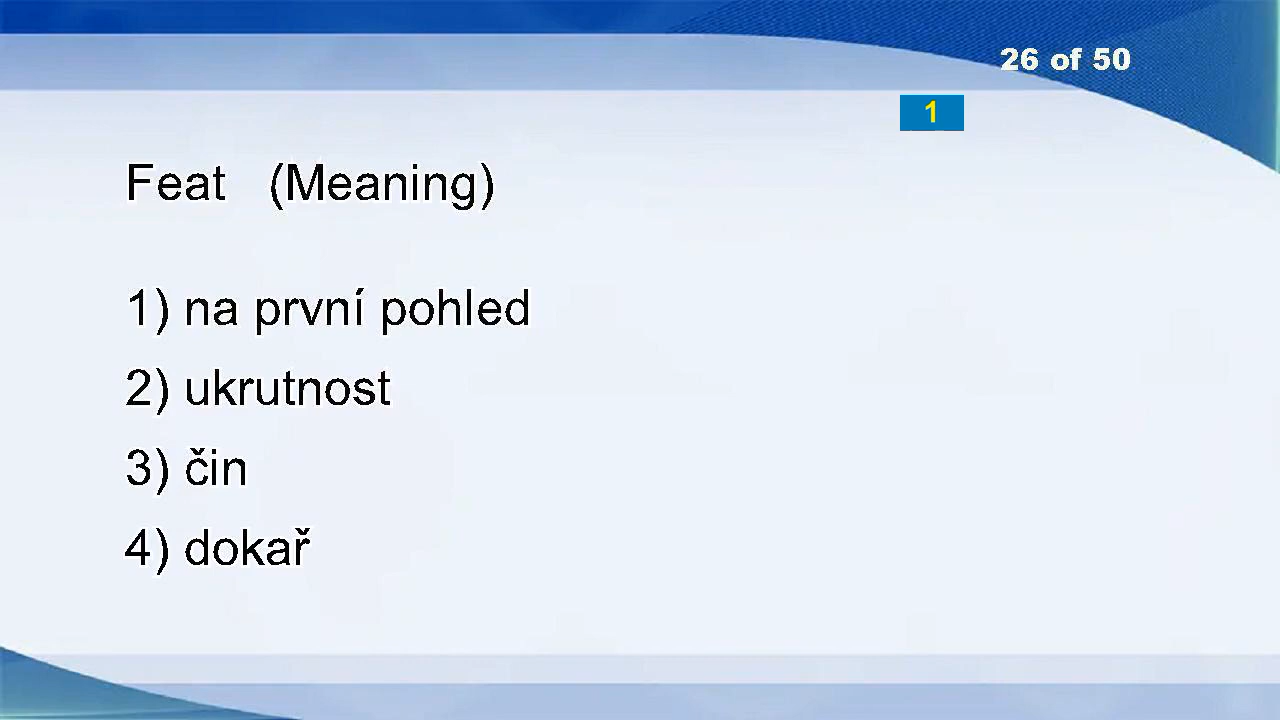 26 of 50
1
Feat (Meaning)
1) na první pohled
2) ukrutnost
3) čin
4) dokař